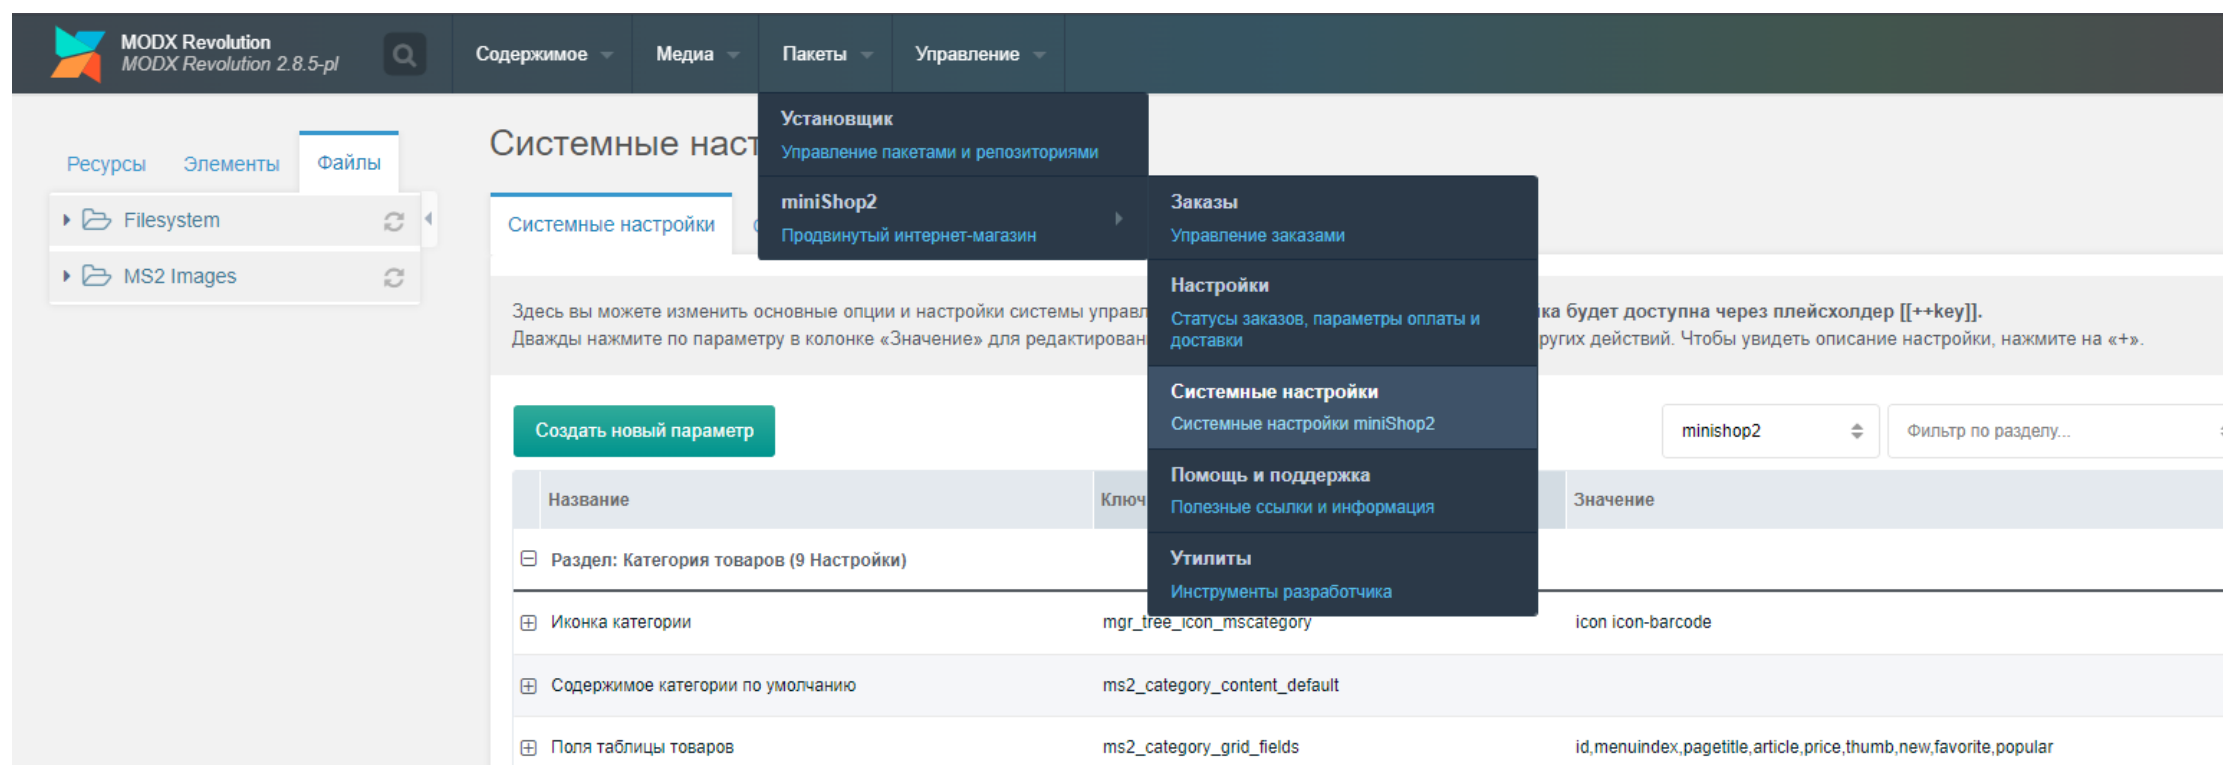 MODX Revolution
MODX Revolution 2.8.5-pl
Содержимое
Медиа
Пакеты
Управление
Установщик
Управление пакетами и репозиториями
miniShop2
Продвинутый интернет-магазин
Заказы
Управление заказами
Настройки
Статусы заказов, параметры оплаты и
доставки
Системные настройки
Системные настройки miniShop2
Помощь и поддержка
Полезные ссылки и информация
Утилиты
Инструменты разработчика
Ресурсы
Элементы
Файлы
Filesystem
MS2 Images
Системные наст
Системные настройки
Здесь вы можете изменить основные опции и настройки системы управл
ка будет доступна через плейсхолдер [[++key]].
Дважды нажмите по параметру в колонке «Значение» для редактирован
ругих действий. Чтобы увидеть описание настройки, нажмите на «+».
Создать новый параметр
minishop2
Фильтр по разделу...
Название
Ключ
Значение
Раздел: Категория товаров (9 Настройки)
Иконка категории
mgr_tree_icon_mscategory
icon icon-barcode
Содержимое категории по умолчанию
ms2_category_content_default
Поля таблицы товаров
ms2_category_grid_fields
id,menuindex,pagetitle,article,price,thumb,new,favorite,popular